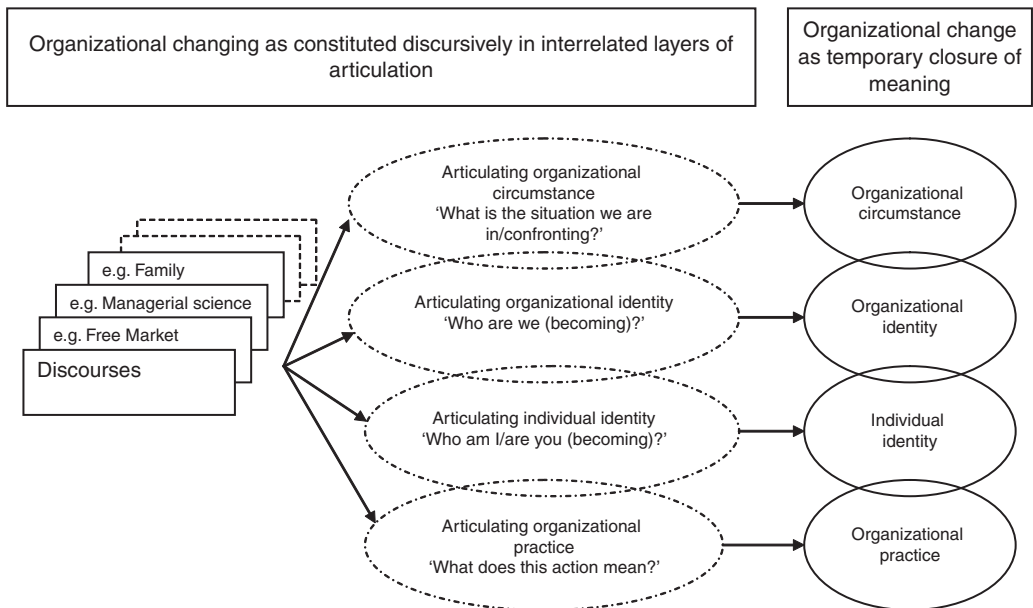 Organizational changing as constituted discursively in interrelated layers of
articulation
Organizational change
as temporary closure of
meaning
e.g. Family
e.g. Managerial science
e.g. Free Market
Discourses
Articulating organizational
circumstance
‘What is the situation we are
in/confronting?’
Articulating organizational identity
‘Who are we (becoming)?’
Articulating individual identity
‘Who am I/are you (becoming)?’
Articulating organizational
practice
‘What does this action mean?’
Organizational
circumstance
Organizational
identity
Individual
identity
Organizational
practice